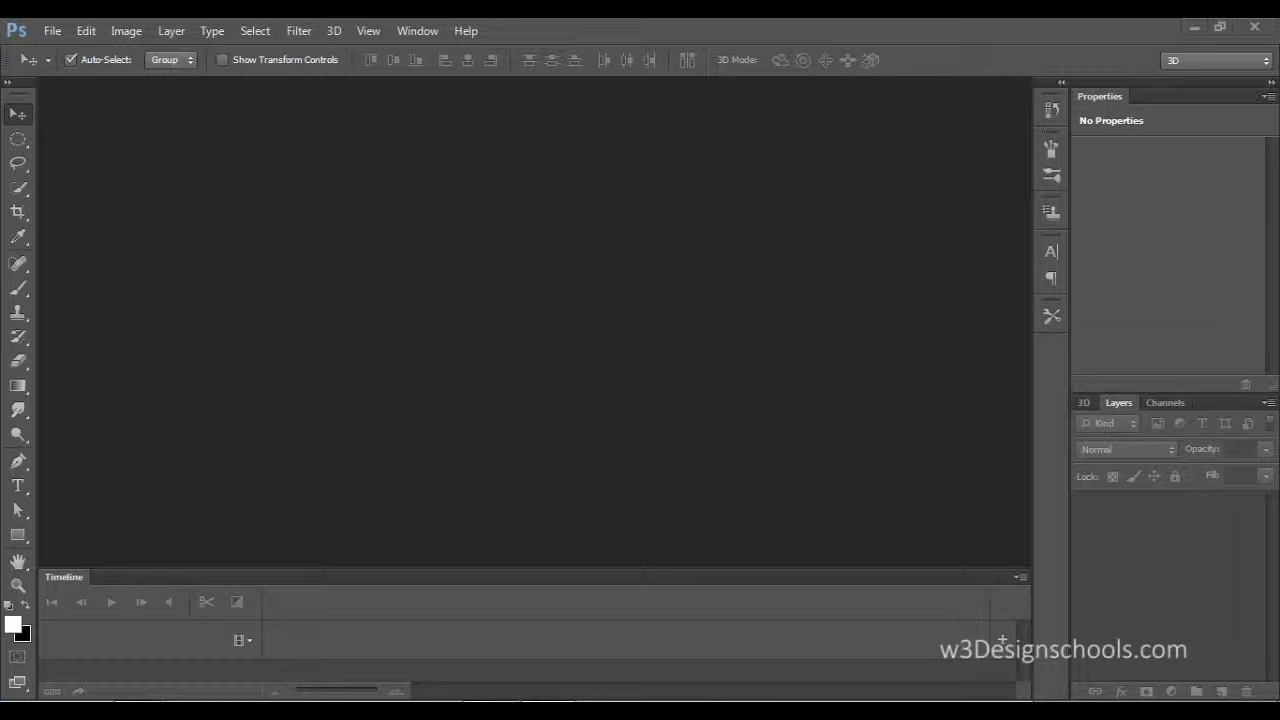 Ps File Edit Image Layer Type Select Filter 3D View Window Help
Auto-Select: Group Show Transform Controls 3D Mode: 3D
Properties
No Properties
3D Layers Channels
Kind T
Normal Opacity:
Lock: Fill:
A
T
Timeline
w3Designschools.com
fx